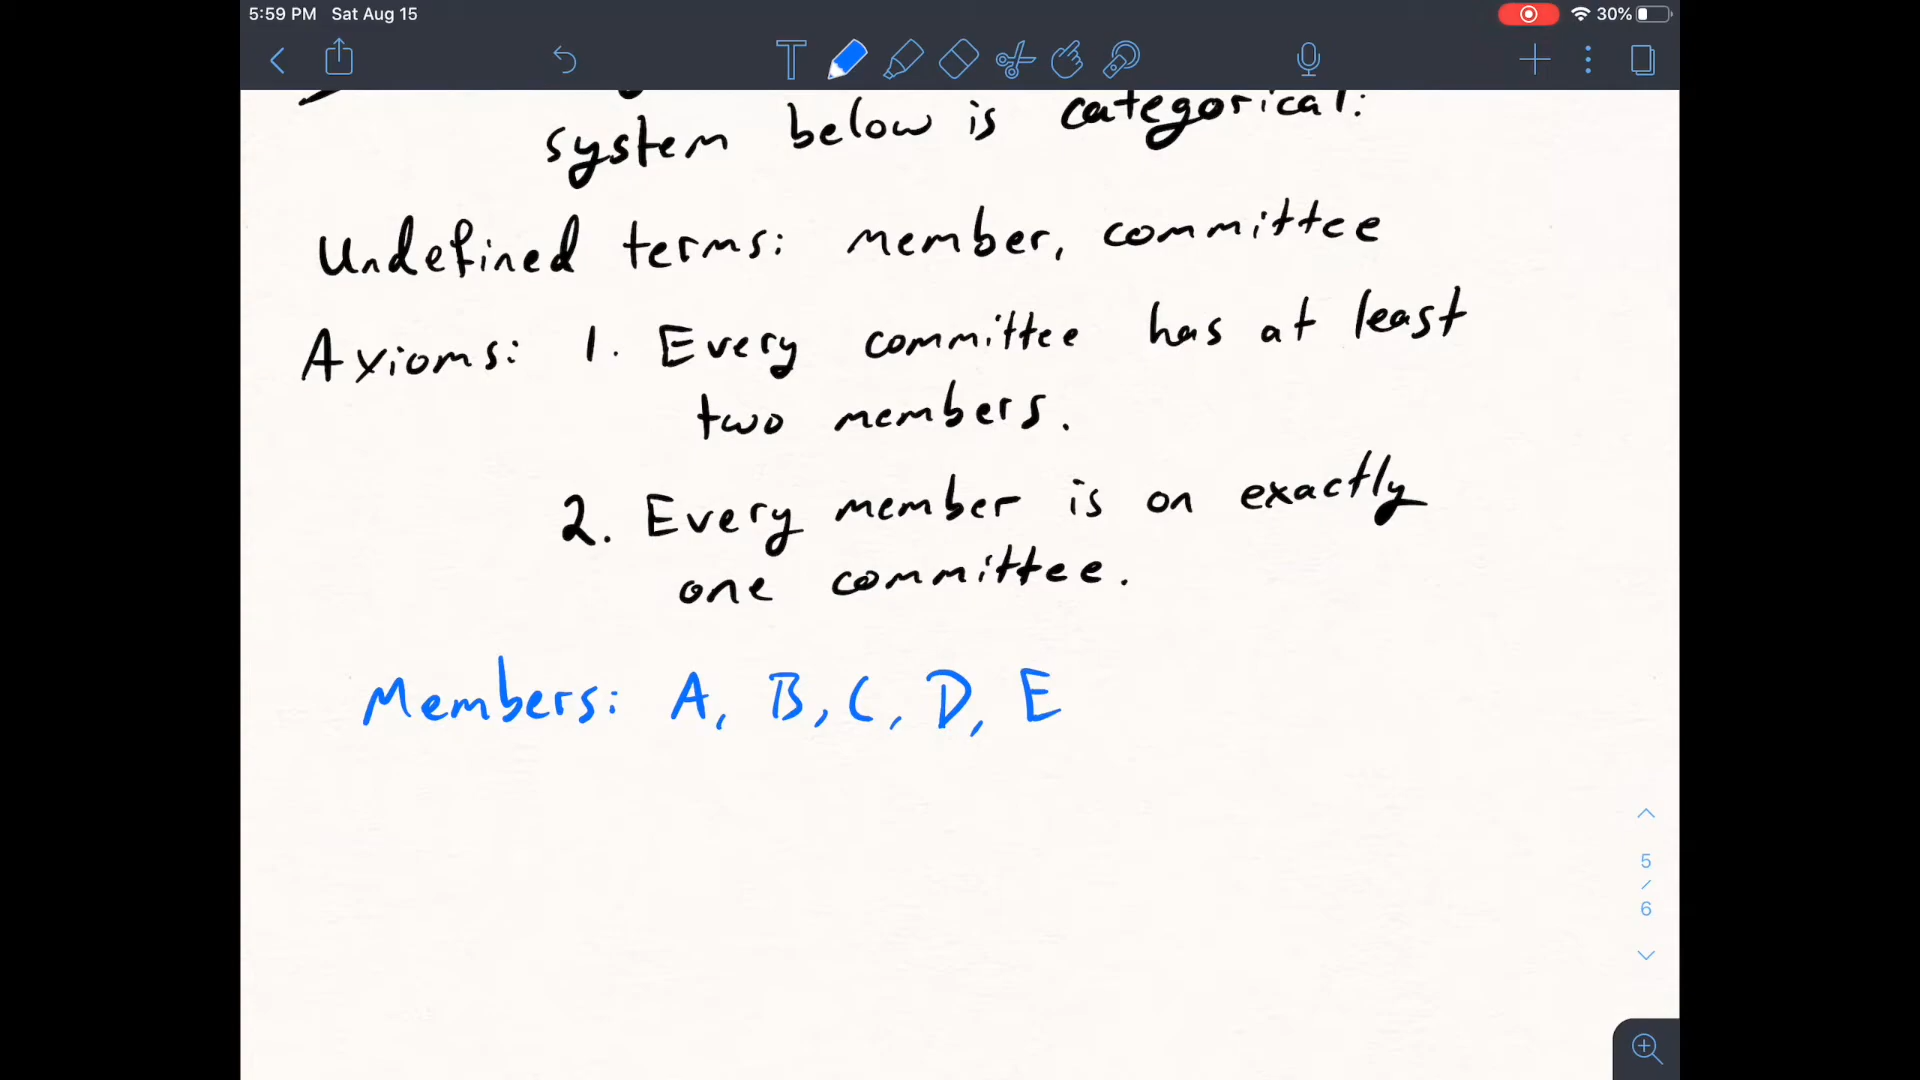 5:59 PM Sat Aug 15
30%
T
system below is categorical:
Undefined terms: member, committee
Axioms: 1. Every committee has at least
two members.
2. Every member is on exactly
one committee.
Members: A, B, C, D, E
5
/
6